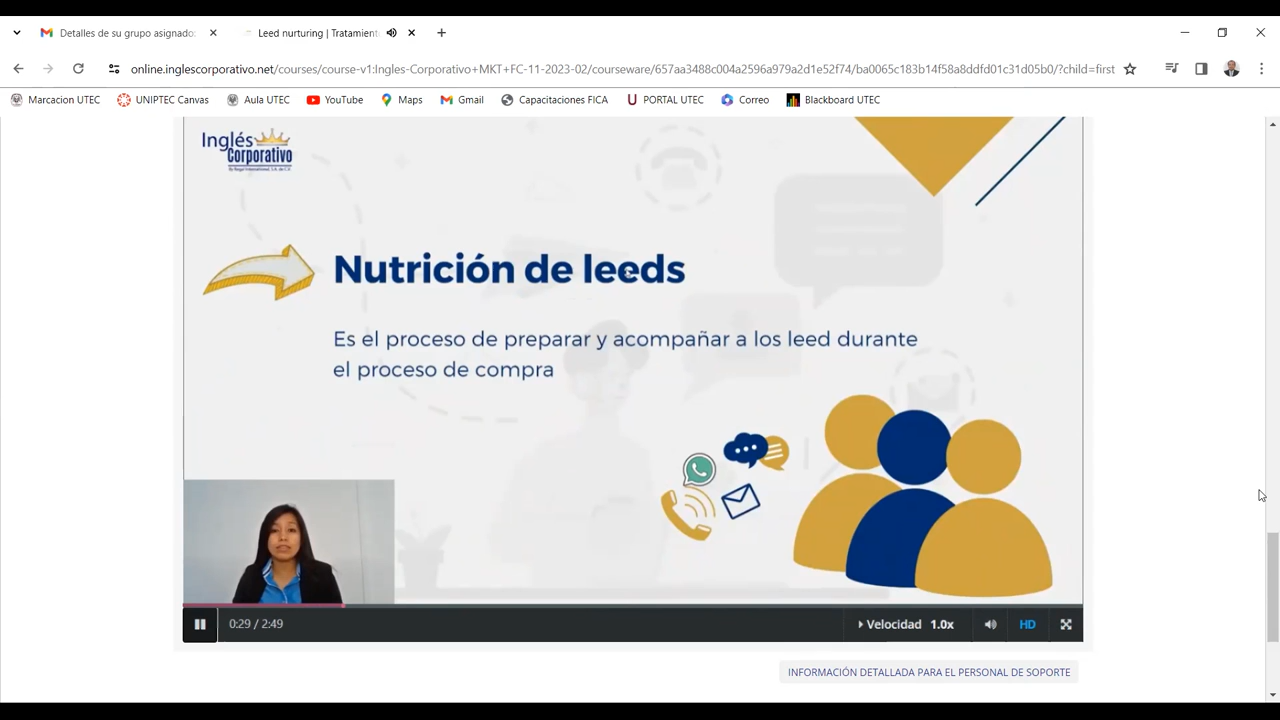 Detalles de su grupo asignado:
Leed nurturing | Tratamient
online.inglescorporativo.net/courses/course-v1:Ingles-Corporativo+MKT+FC-11-2023-02/courseware/657aa3488c004a2596a979a2d1e52f74/ba0065c183b14f58a8ddfd01c31d05b0/?child=first
Marcacion UTEC
UNIPTEC Canvas
Aula UTEC
YouTube
Maps
Gmail
Capacitaciones FICA
PORTAL UTEC
Correo
Blackboard UTEC
Inglés
Corporativo
Nutrición de leeds
Es el proceso de preparar y acompañar a los leed durante
el proceso de compra
0:29 / 2:49
Velocidad 1.0x
HD
INFORMACIÓN DETALLADA PARA EL PERSONAL DE SOPORTE